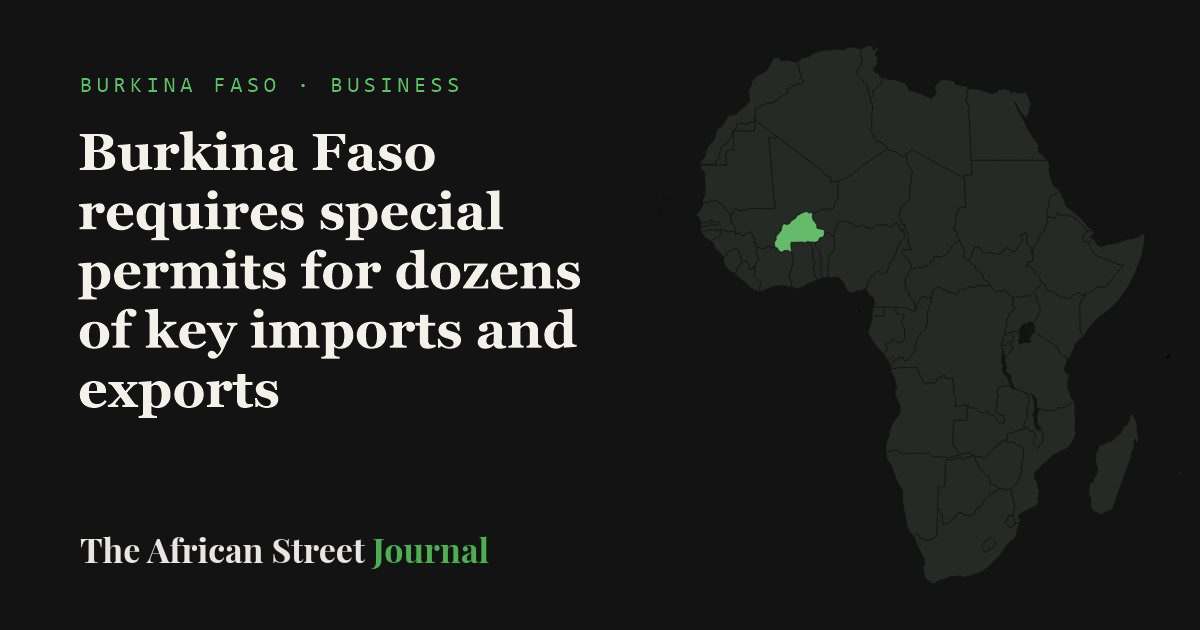 BURKINA FASO · BUSINESS
Burkina Faso
requires special
permits for dozens
of key imports and
exports
The African Street Journal